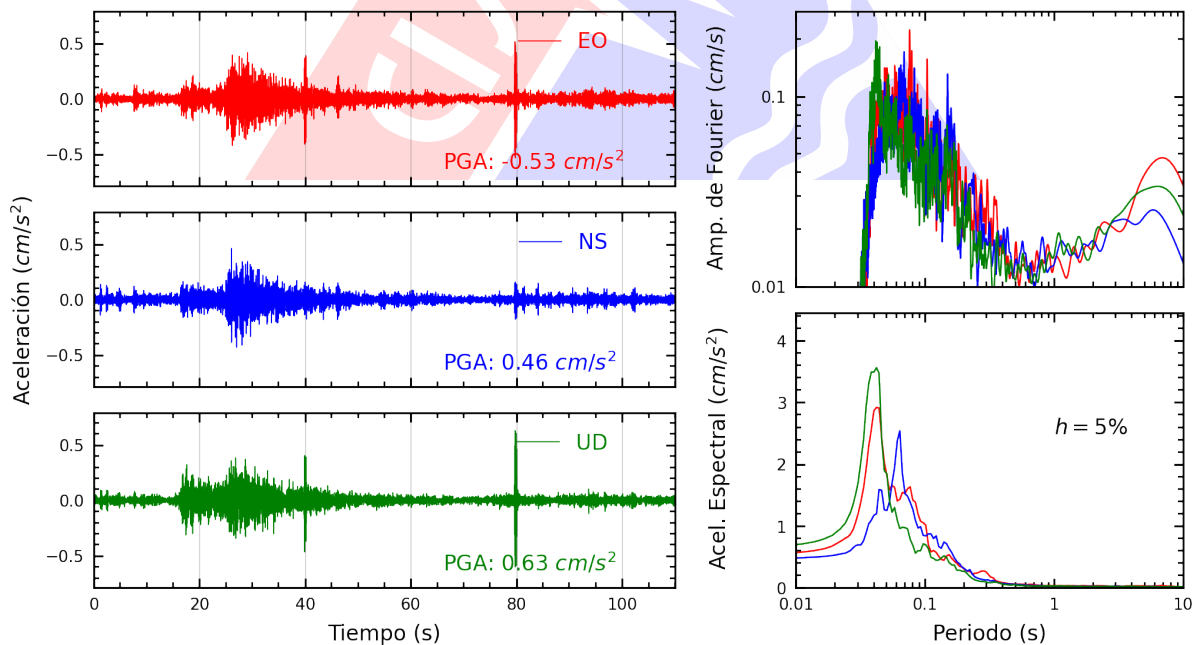 Aceleración (cm/s²)
0.5
0.0
−0.5
EO
PGA: -0.53 cm/s²
0.5
0.0
−0.5
NS
PGA: 0.46 cm/s²
0.5
0.0
−0.5
UD
PGA: 0.63 cm/s²
0 20 40 60 80 100
Tiempo (s)
Amp. de Fourier (cm/s)
0.1
0.01
Acel. Espectral (cm/s²)
4
3
2
1
0
h = 5%
0.01 0.1 1 10
Periodo (s)